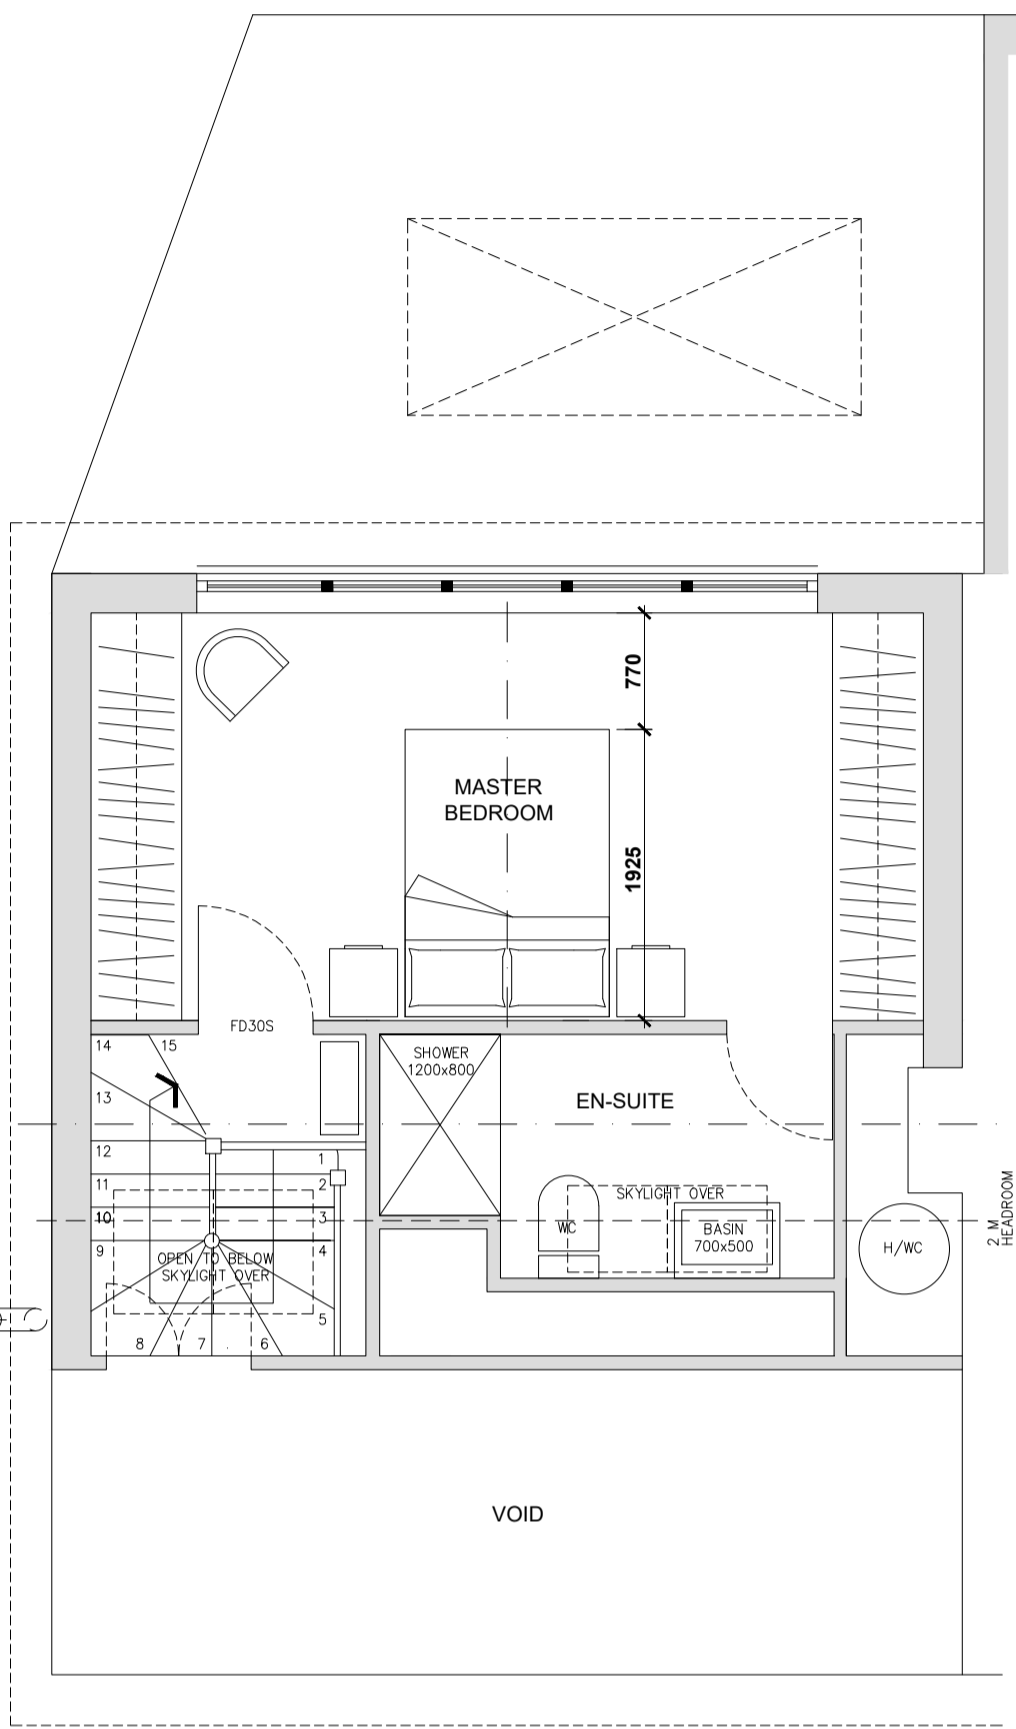 770
MASTER
BEDROOM
1925
FD30S
14
15
SHOWER
1200x800
EN-SUITE
13
12
1
11
2
SKYLIGHT OVER
10
3
WC
BASIN
700x500
9
4
OPEN TO BELOW
SKYLIGHT OVER
H/WC
2 M
HEADROOM
5
8
7
6
VOID